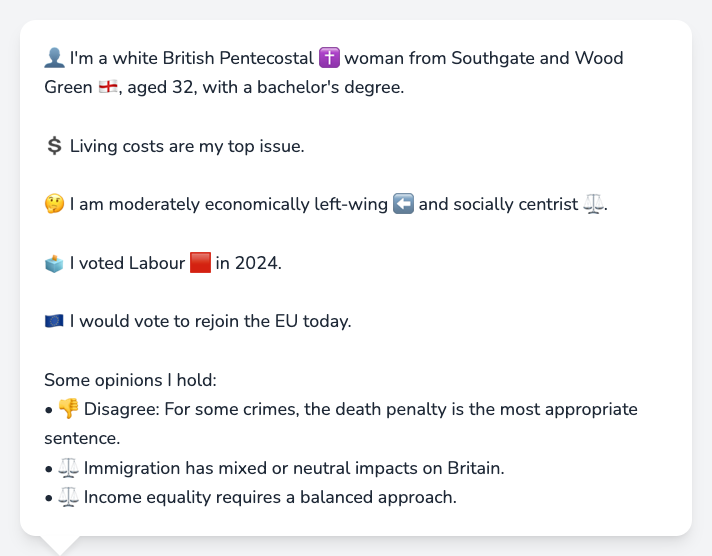 👤 I'm a white British Pentecostal ✝️ woman from Southgate and Wood
Green 🏴󠁧󠁢󠁥󠁮󠁧󠁿, aged 32, with a bachelor's degree.
💲 Living costs are my top issue.
🤔 I am moderately economically left-wing ⬅️ and socially centrist ⚖️.
🗳️ I voted Labour 🟥 in 2024.
🇪🇺 I would vote to rejoin the EU today.
Some opinions I hold:
• 👎 Disagree: For some crimes, the death penalty is the most appropriate
sentence.
• ⚖️ Immigration has mixed or neutral impacts on Britain.
• ⚖️ Income equality requires a balanced approach.